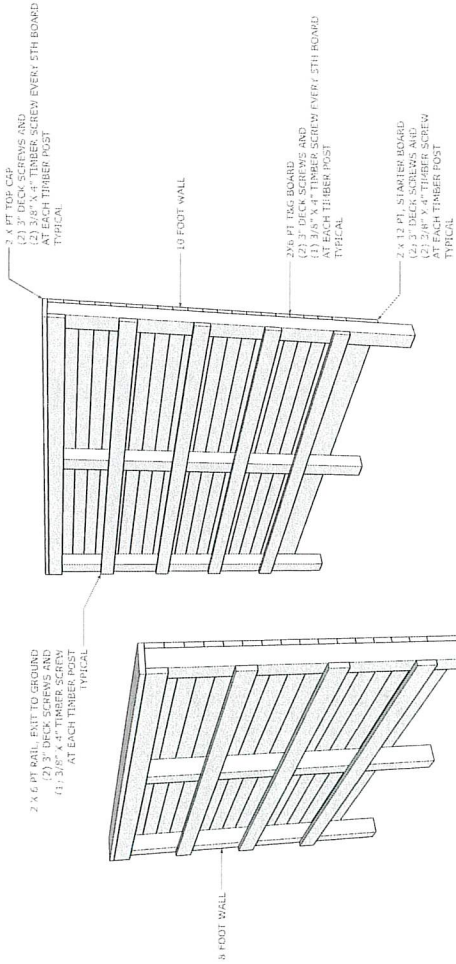 2 X PT TOP CAP
(2) 3" DECK SCREWS AND
(2) 3/8" X 4" TIMBER SCREW EVERY 5TH BOARD
AT EACH TIMBER POST
TYPICAL
10 FOOT WALL
2X6 PT T&G BOARD
(2) 3" DECK SCREWS AND
(1) 3/8" X 4" TIMBER SCREW EVERY 5TH BOARD
AT EACH TIMBER POST
TYPICAL
2 x 12 PT, STARTER BOARD
(2) 3" DECK SCREWS AND
(2) 3/8" X 4" TIMBER SCREW
AT EACH TIMBER POST
TYPICAL
2 X 6 PT RAIL, TO GROUND
(2) 3" DECK SCREWS AND
(1) 3/8" X 4" TIMBER SCREW
AT EACH TIMBER POST
TYPICAL
8 FOOT WALL